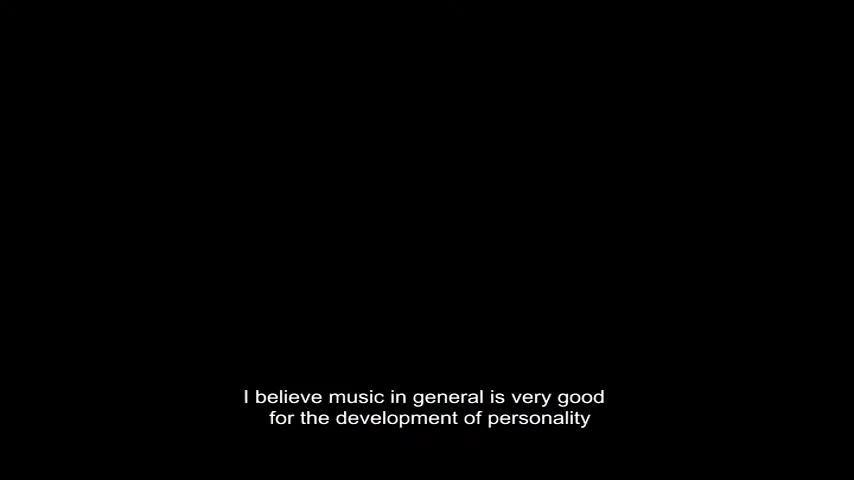 I believe music in general is very good
for the development of personality